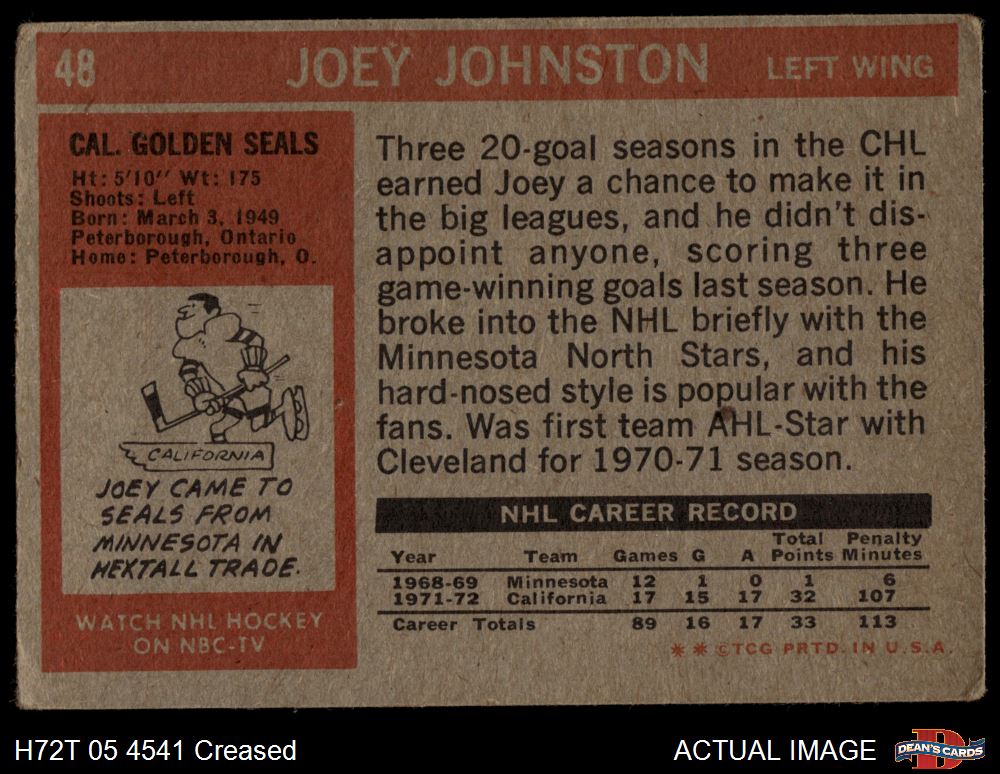 48 JOEY JOHNSTON LEFT WING
CAL. GOLDEN SEALS
Ht: 5'10'' Wt: 175
Shoots: Left
Born: March 3, 1949
Peterborough, Ontario
Home: Peterborough, O.
CALIFORNIA
JOEY CAME TO
SEALS FROM
MINNESOTA IN
HEXTALL TRADE.
WATCH NHL HOCKEY
ON NBC-TV
Three 20-goal seasons in the CHL
earned Joey a chance to make it in
the big leagues, and he didn't dis-
appoint anyone, scoring three
game-winning goals last season. He
broke into the NHL briefly with the
Minnesota North Stars, and his
hard-nosed style is popular with the
fans. Was first team AHL-Star with
Cleveland for 1970-71 season.
NHL CAREER RECORD
Year Team Games G A Total Points Penalty Minutes
1968-69 Minnesota 12 1 0 1 6
1971-72 California 17 15 17 32 107
Career Totals 89 16 17 33 113
* * ©TCG PRTD. IN U.S.A.
H72T 05 4541 Creased
ACTUAL IMAGE
D
DEAN'S CARDS